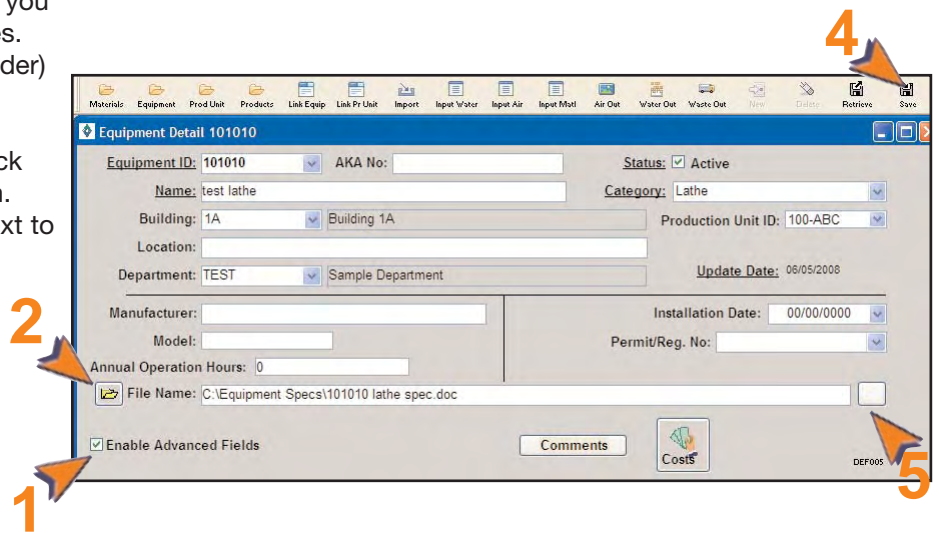 you
es.
der)
ck
n.
xt to
4
Materials Equipment Prod Unit Products Link Equip Link Pr Unit Import Input Water Input Air Input Matl Air Out Water Out Waste Out New Delete Retrieve Save
Equipment Detail 101010
Equipment ID: 101010 AKA No: Status: Active
Name: test lathe Category: Lathe
Building: 1A Building 1A Production Unit ID: 100-ABC
Location:
Department: TEST Sample Department Update Date: 06/05/2008
2
Manufacturer: Installation Date: 00/00/0000
Model: Permit/Reg. No:
Annual Operation Hours: 0
File Name: C:\Equipment Specs\101010 lathe spec.doc
Enable Advanced Fields Comments Costs DEF005
5
1